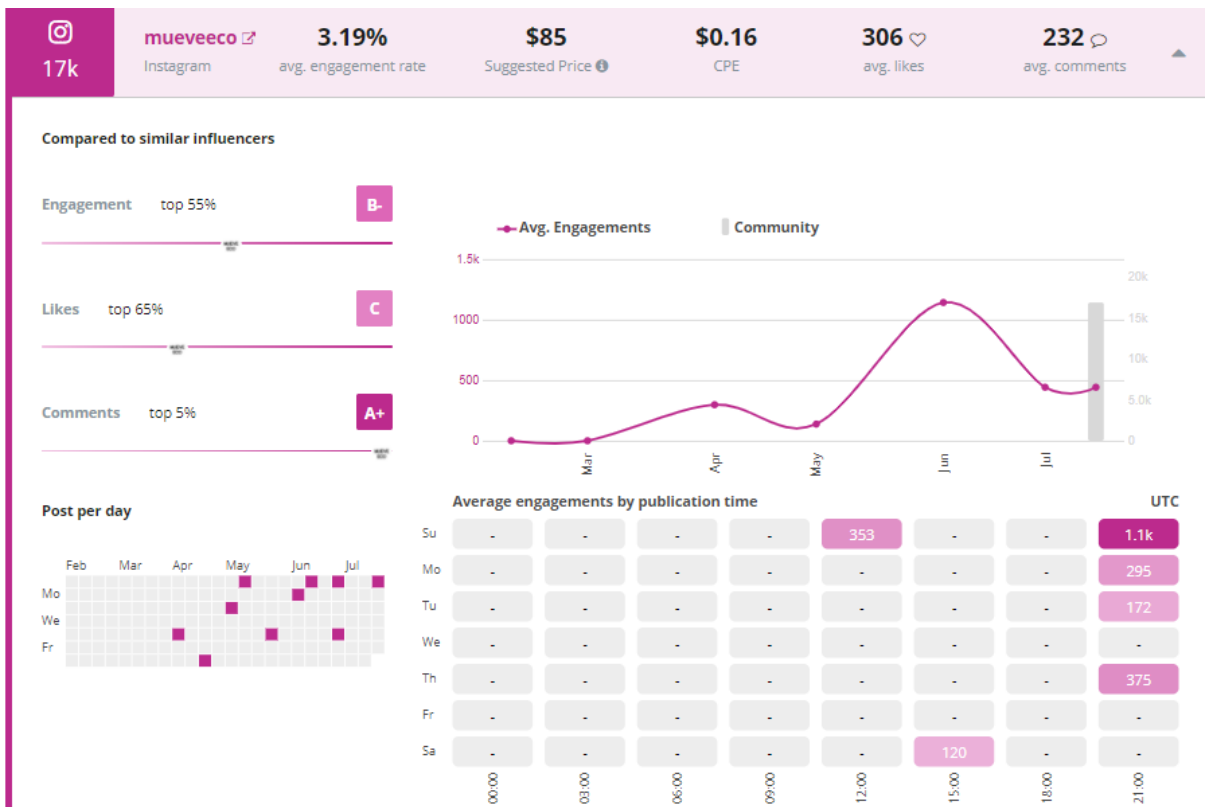 mueveeco 3.19% $85 $0.16 306 232
17k Instagram avg. engagement rate Suggested Price CPE avg. likes avg. comments
Compared to similar influencers
Engagement top 55% B-
Likes top 65% C
Comments top 5% A+
Avg. Engagements Community
1.5k
1000
500
0
20k
15k
10k
5.0k
0
Mar Apr May Jun Jul
Post per day
Feb Mar Apr May Jun Jul
Mo
We
Fr
Average engagements by publication time UTC
Su - - - - 353 - - 1.1k
Mo - - - - - - - 295
Tu - - - - - - - 172
We - - - - - - - -
Th - - - - - - - 375
Fr - - - - - - - -
Sa - - - - - 120 - -
00:00 03:00 06:00 09:00 12:00 15:00 18:00 21:00